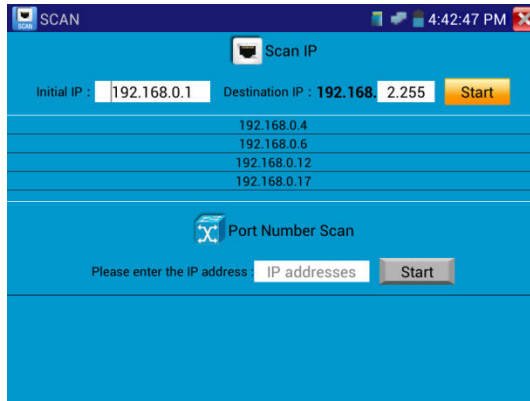 SCAN 4:42:47 PM
SCAN
Scan IP
Initial IP : 192.168.0.1 Destination IP : 192.168. 2.255 Start
192.168.0.4
192.168.0.6
192.168.0.12
192.168.0.17
Port Number Scan
Please enter the IP address : IP addresses Start